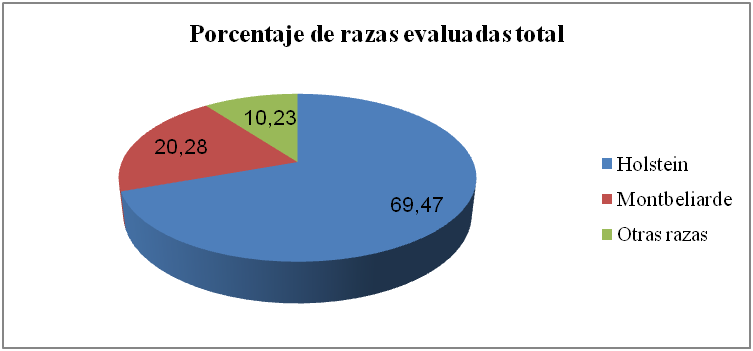 Porcentaje de razas evaluadas total
10,23
20,28
69,47
Holstein
Montbeliarde
Otras razas